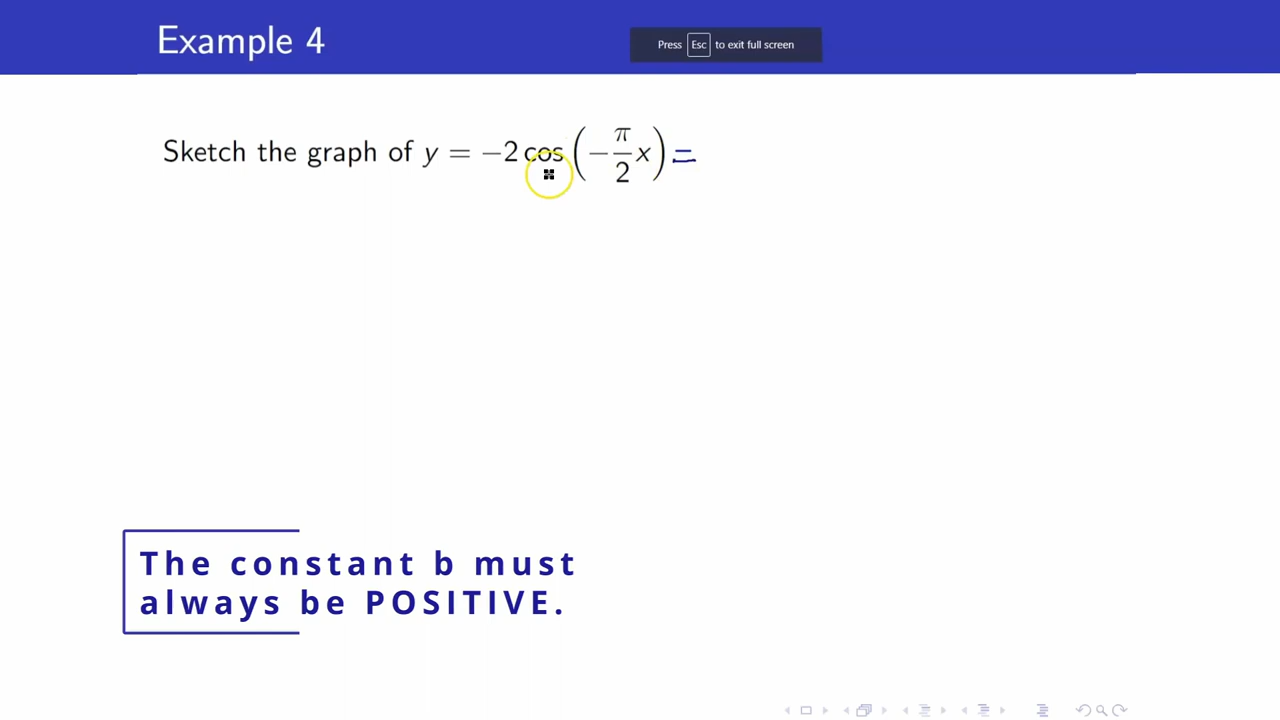 Example 4
Press Esc to exit full screen
Sketch the graph of y = −2 cos(−π/2 x) =
The constant b must
always be POSITIVE.